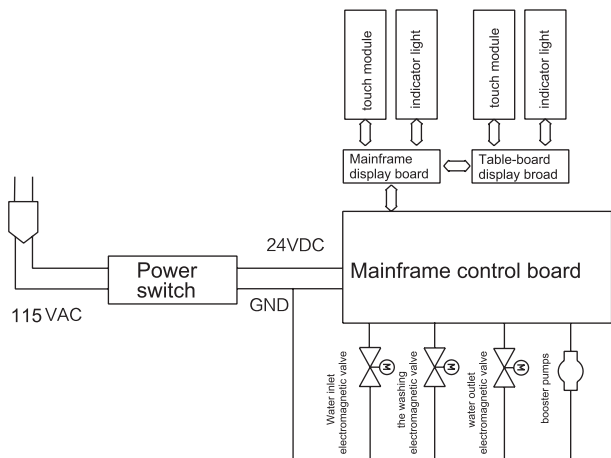 touch module
indicator light
touch module
indicator light
Mainframe
display board
Table-board
display broad
24VDC
Power
switch
Mainframe control board
115 VAC
GND
Water inlet
electromagnetic valve
M
the washing
electromagnetic valve
M
water outlet
electromagnetic valve
M
booster pumps